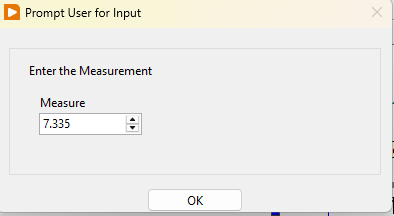 Prompt User for Input
Enter the Measurement
Measure
7.335
OK